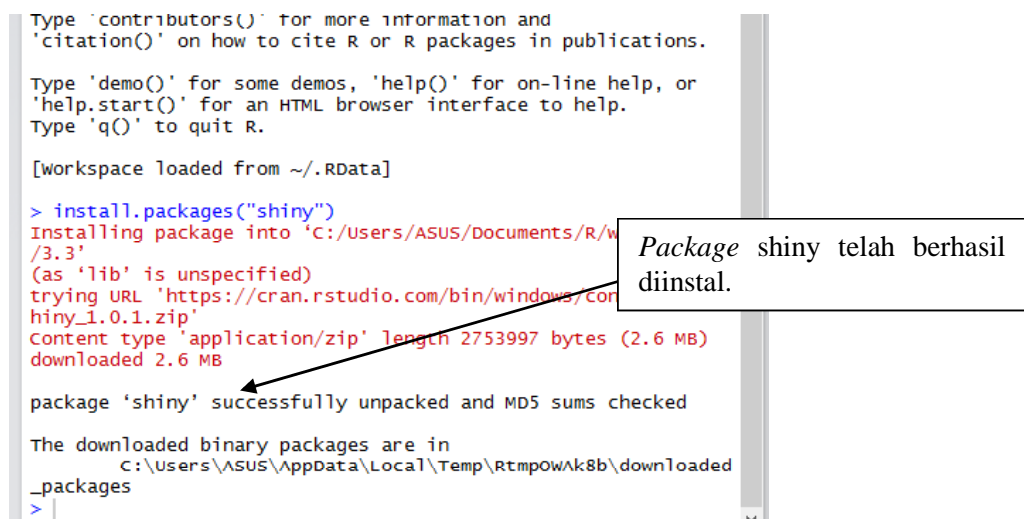 Type 'contributors()' for more information and
'citation()' on how to cite R or R packages in publications.
Type 'demo()' for some demos, 'help()' for on-line help, or
'help.start()' for an HTML browser interface to help.
Type 'q()' to quit R.
[Workspace loaded from ~/.RData]
> install.packages("shiny")
Installing package into ‘C:/Users/ASUS/Documents/R/w
/3.3’
(as ‘lib’ is unspecified)
trying URL 'https://cran.rstudio.com/bin/windows/con
hiny_1.0.1.zip'
Content type 'application/zip' length 2753997 bytes (2.6 MB)
downloaded 2.6 MB
package ‘shiny’ successfully unpacked and MD5 sums checked
The downloaded binary packages are in
C:\Users\ASUS\AppData\Local\Temp\RtmpOWAk8b\downloaded
_packages
>
Package shiny telah berhasil
diinstal.